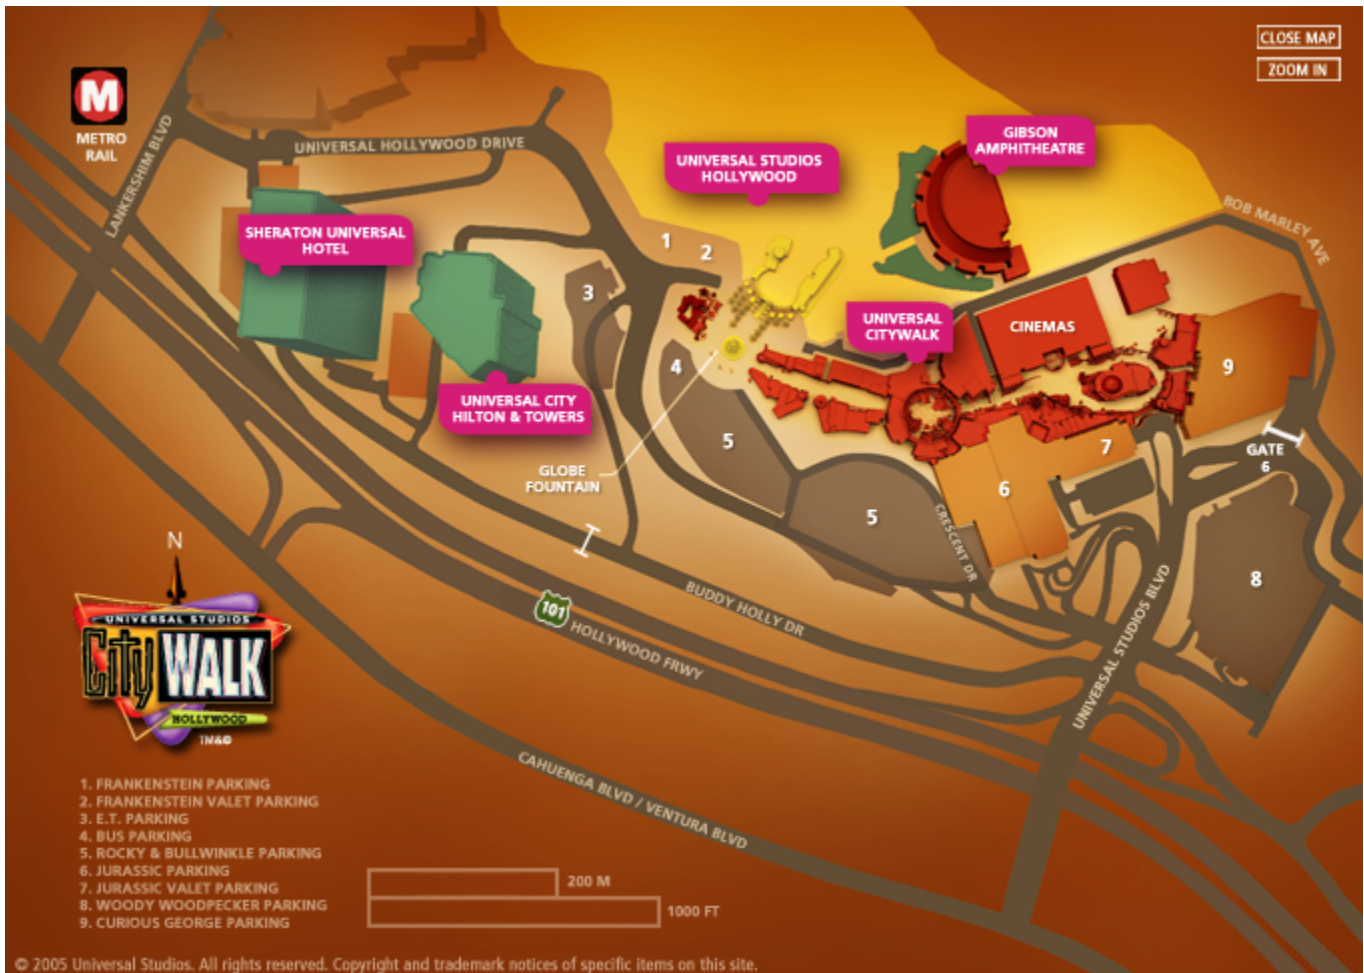 CLOSE MAP
ZOOM IN
M
METRO
RAIL
LANKERSHIM BLVD
UNIVERSAL HOLLYWOOD DRIVE
UNIVERSAL STUDIOS
HOLLYWOOD
GIBSON
AMPHITHEATRE
BOB MARLEY AVE
SHERATON UNIVERSAL
HOTEL
1
2
3
UNIVERSAL
CITYWALK
CINEMAS
4
9
UNIVERSAL CITY
HILTON & TOWERS
5
7
GATE
6
GLOBE
FOUNTAIN
6
5
CRESCENT DR
8
BUDDY HOLLY DR
UNIVERSAL STUDIOS BLVD
101
HOLLYWOOD FRWY
N
UNIVERSAL STUDIOS
City WALK
HOLLYWOOD
TM&©
CAHUENGA BLVD / VENTURA BLVD
1. FRANKENSTEIN PARKING
2. FRANKENSTEIN VALET PARKING
3. E.T. PARKING
4. BUS PARKING
5. ROCKY & BULLWINKLE PARKING
6. JURASSIC PARKING
7. JURASSIC VALET PARKING
8. WOODY WOODPECKER PARKING
9. CURIOUS GEORGE PARKING
200 M
1000 FT
© 2005 Universal Studios. All rights reserved. Copyright and trademark notices of specific items on this site.